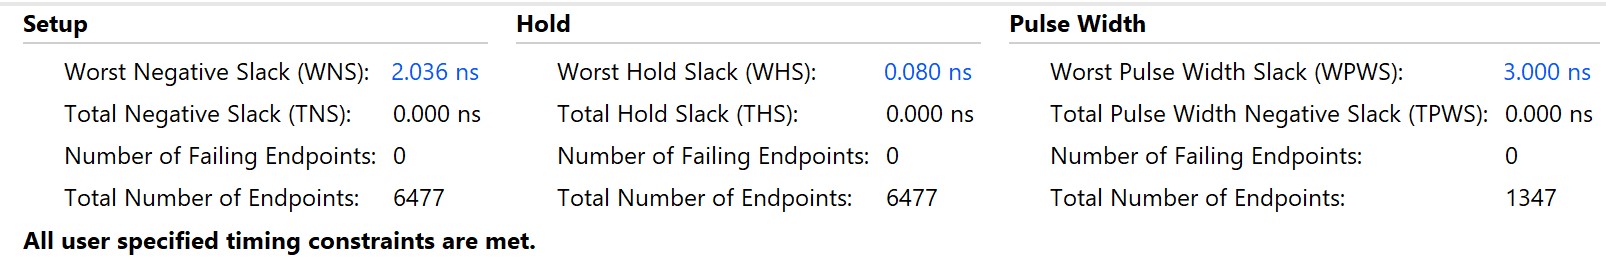 Setup Hold Pulse Width
Worst Negative Slack (WNS): 2.036 ns Worst Hold Slack (WHS): 0.080 ns Worst Pulse Width Slack (WPWS): 3.000 ns
Total Negative Slack (TNS): 0.000 ns Total Hold Slack (THS): 0.000 ns Total Pulse Width Negative Slack (TPWS): 0.000 ns
Number of Failing Endpoints: 0 Number of Failing Endpoints: 0 Number of Failing Endpoints: 0
Total Number of Endpoints: 6477 Total Number of Endpoints: 6477 Total Number of Endpoints: 1347
All user specified timing constraints are met.